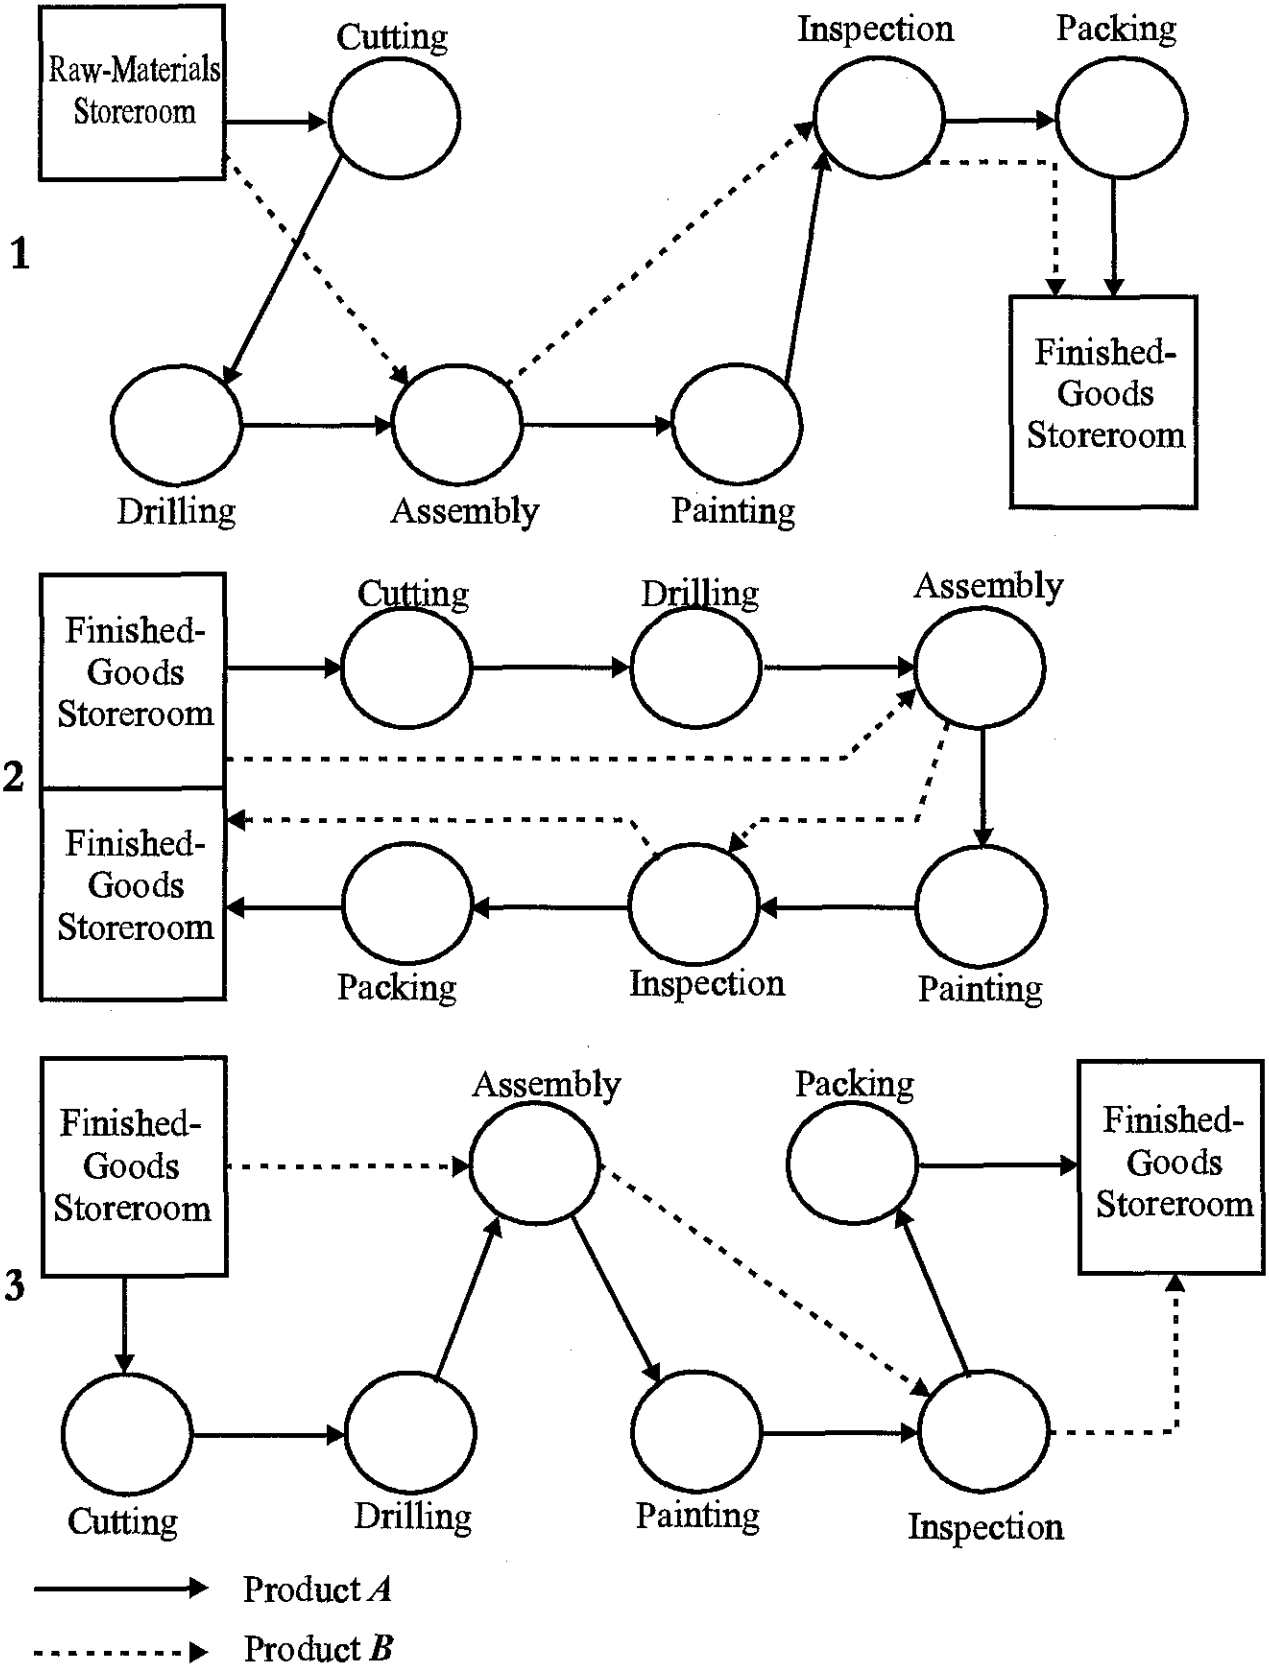 Cutting
Inspection
Packing
Raw-Materials
Storeroom
1
Finished-
Goods
Storeroom
Drilling
Assembly
Painting
Cutting
Drilling
Assembly
Finished-
Goods
Storeroom
2
Finished-
Goods
Storeroom
Packing
Inspection
Painting
Assembly
Packing
Finished-
Goods
Storeroom
Finished-
Goods
Storeroom
3
Cutting
Drilling
Painting
Inspection
Product A
Product B